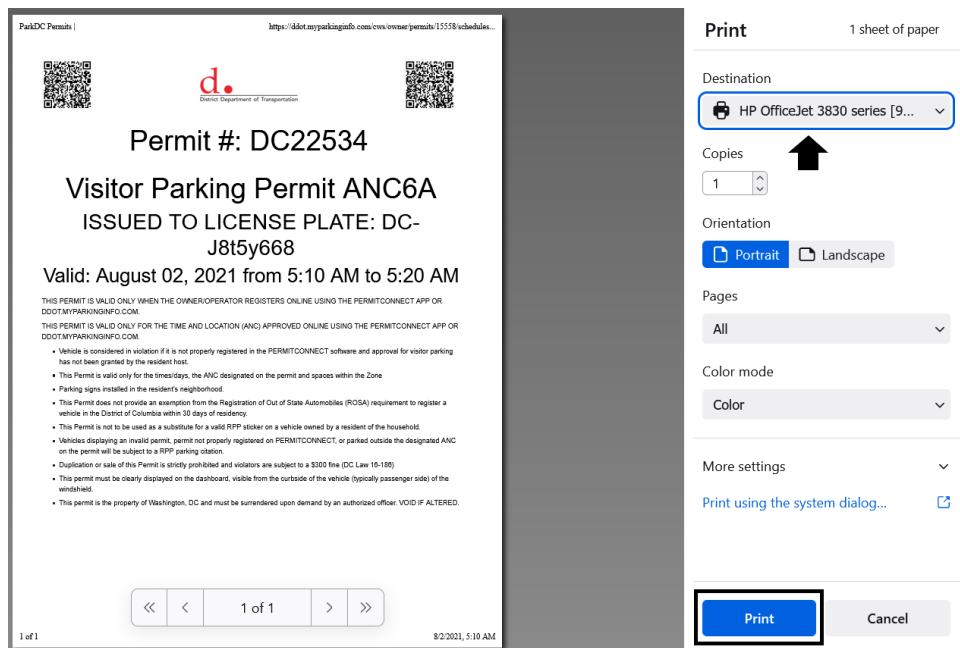 ParkDC Permits |
https://ddot.myparkinginfo.com/cws/owner/permits/15558/schedules...
d.
District Department of Transportation
Permit #: DC22534
Visitor Parking Permit ANC6A
ISSUED TO LICENSE PLATE: DC-
J8t5y668
Valid: August 02, 2021 from 5:10 AM to 5:20 AM
THIS PERMIT IS VALID ONLY WHEN THE OWNER/OPERATOR REGISTERS ONLINE USING THE PERMITCONNECT APP OR
DDOT.MYPARKINGINFO.COM.
THIS PERMIT IS VALID ONLY FOR THE TIME AND LOCATION (ANC) APPROVED ONLINE USING THE PERMITCONNECT APP OR
DDOT.MYPARKINGINFO.COM.
• Vehicle is considered in violation if it is not properly registered in the PERMITCONNECT software and approval for visitor parking
has not been granted by the resident host.
• This Permit is valid only for the times/days, the ANC designated on the permit and spaces within the Zone
• Parking signs installed in the resident's neighborhood.
• This Permit does not provide an exemption from the Registration of Out of State Automobiles (ROSA) requirement to register a
vehicle in the District of Columbia within 30 days of residency.
• This Permit is not to be used as a substitute for a valid RPP sticker on a vehicle owned by a resident of the household.
• Vehicles displaying an invalid permit, permit not properly registered on PERMITCONNECT, or parked outside the designated ANC
on the permit will be subject to a RPP parking citation.
• Duplication or sale of this Permit is strictly prohibited and violators are subject to a $300 fine (DC Law 16-186)
• This permit must be clearly displayed on the dashboard, visible from the curbside of the vehicle (typically passenger side) of the
windshield.
• This permit is the property of Washington, DC and must be surrendered upon demand by an authorized officer. VOID IF ALTERED.
1 of 1
1 of 1
8/2/2021, 5:10 AM
Print
1 sheet of paper
Destination
HP OfficeJet 3830 series [9...
Copies
1
Orientation
Portrait
Landscape
Pages
All
Color mode
Color
More settings
Print using the system dialog...
Print
Cancel